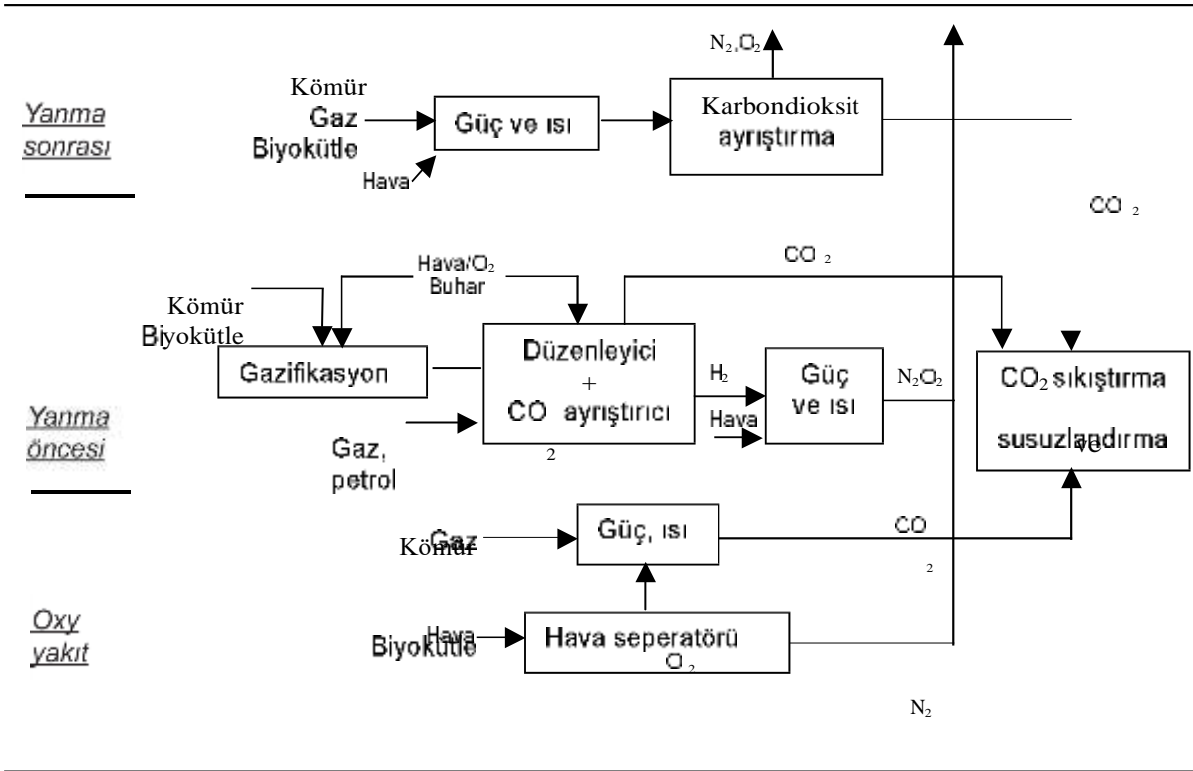 N₂,O₂
Kömür
Gaz
Biyokütle
Hava
Güç ve ısı
Karbondioksit
ayrıştırma
Yanma
sonrası
CO ₂
Hava/O₂
Buhar
CO ₂
Kömür
Biyokütle
Gazifikasyon
Düzenleyici
+
CO ayrıştırıcı
2
H₂
Hava
Güç
ve ısı
N₂O₂
CO₂ sıkıştırma
ve
susuzlandırma
Yanma
öncesi
Gaz,
petrol
Gaz
Kömür
Güç, ısı
CO
2
Oxy
yakıt
Hava
Biyokütle
Hava seperatörü
O ₂
N₂